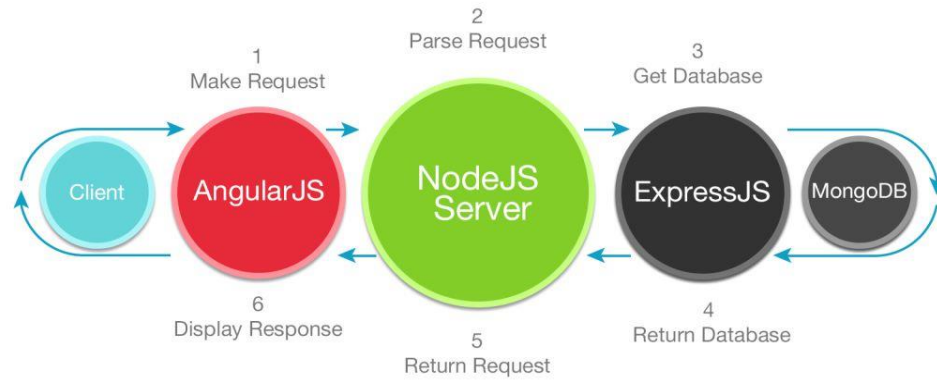 2
Parse Request
1
Make Request
3
Get Database
Client
AngularJS
NodeJS
Server
ExpressJS
MongoDB
6
Display Response
4
Return Database
5
Return Request